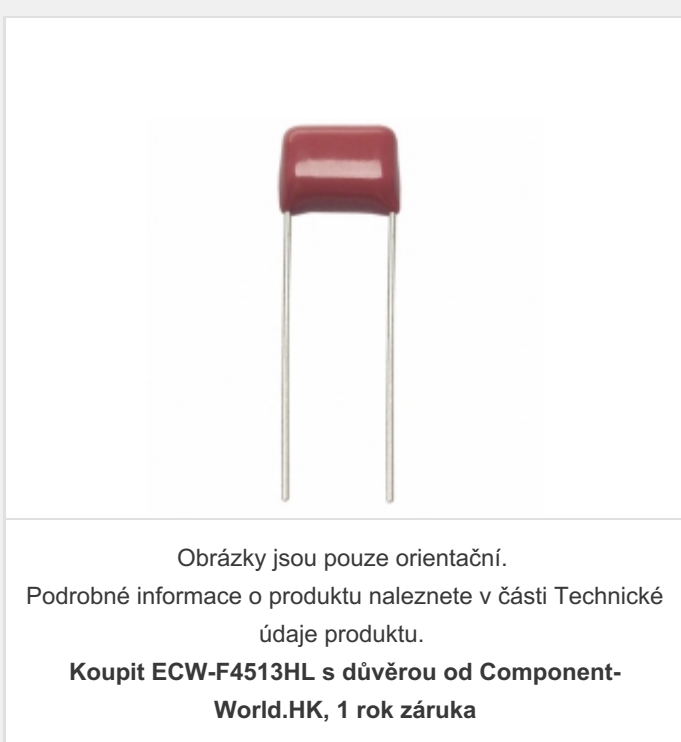 Obrázky jsou pouze orientační.
Podrobné informace o produktu naleznete v části Technické
údaje produktu.
Koupit ECW-F4513HL s důvěrou od Component-
World.HK, 1 rok záruka